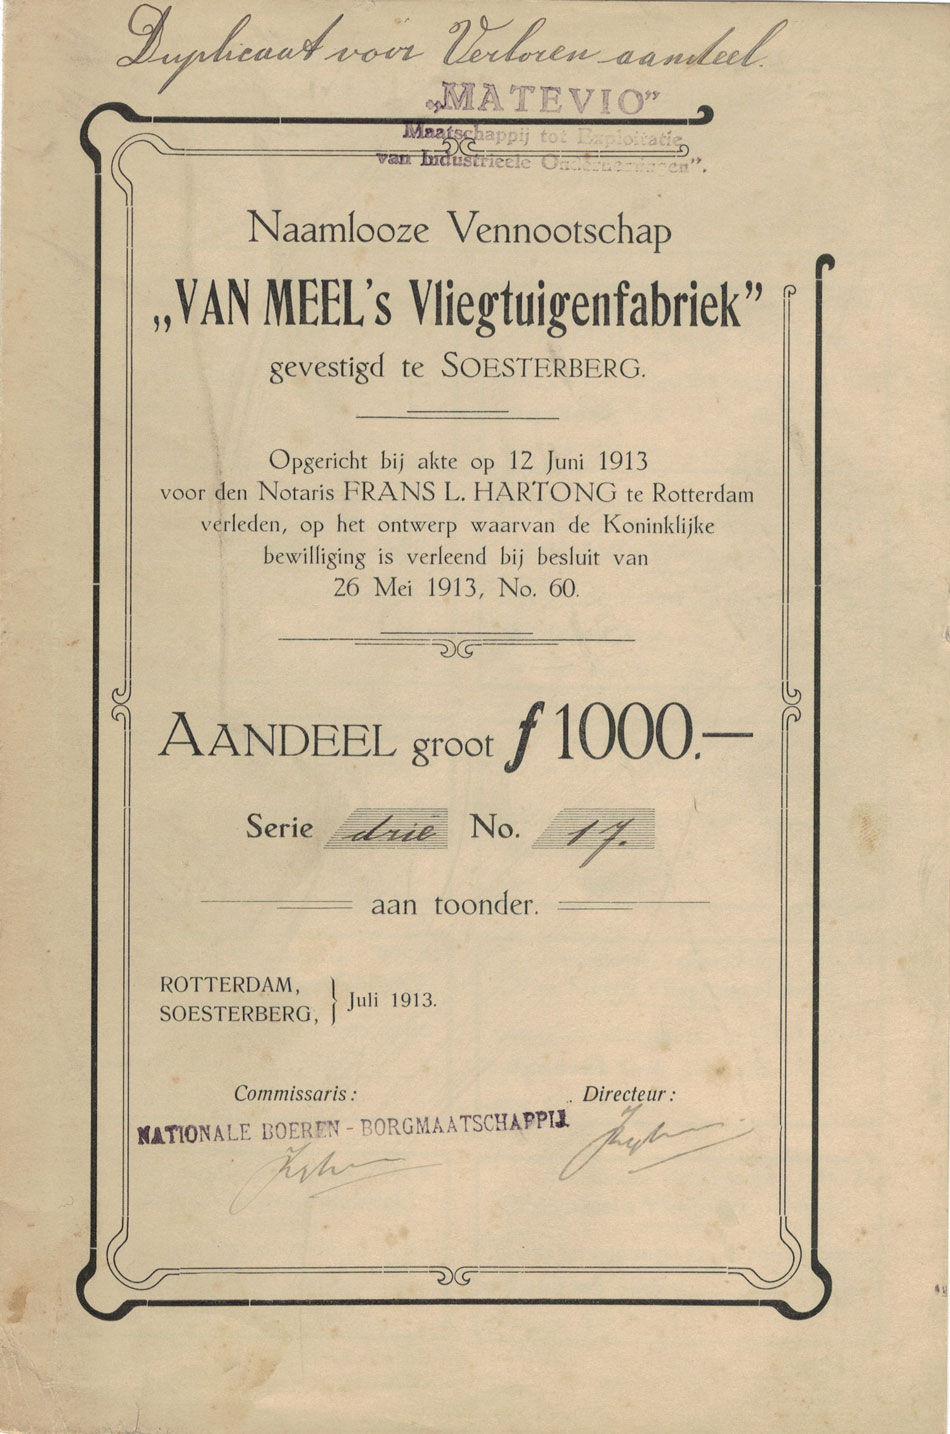 Duplicaat voor Verloren aandeel.
„MATEVIO”
Maatschappij tot Exploitatie
van Industrieele Ondernemingen”.
Naamlooze Vennootschap
„VAN MEEL's Vliegtuigenfabriek”
gevestigd te SOESTERBERG.
Opgericht bij akte op 12 Juni 1913
voor den Notaris FRANS L. HARTONG te Rotterdam
verleden, op het ontwerp waarvan de Koninklijke
bewilliging is verleend bij besluit van
26 Mei 1913, No. 60.
AANDEEL groot ƒ 1000.—
Serie drie No. 17.
aan toonder.
ROTTERDAM,
SOESTERBERG, } Juli 1913.
Commissaris: Directeur:
NATIONALE BOEREN-BORGMAATSCHAPPIJ